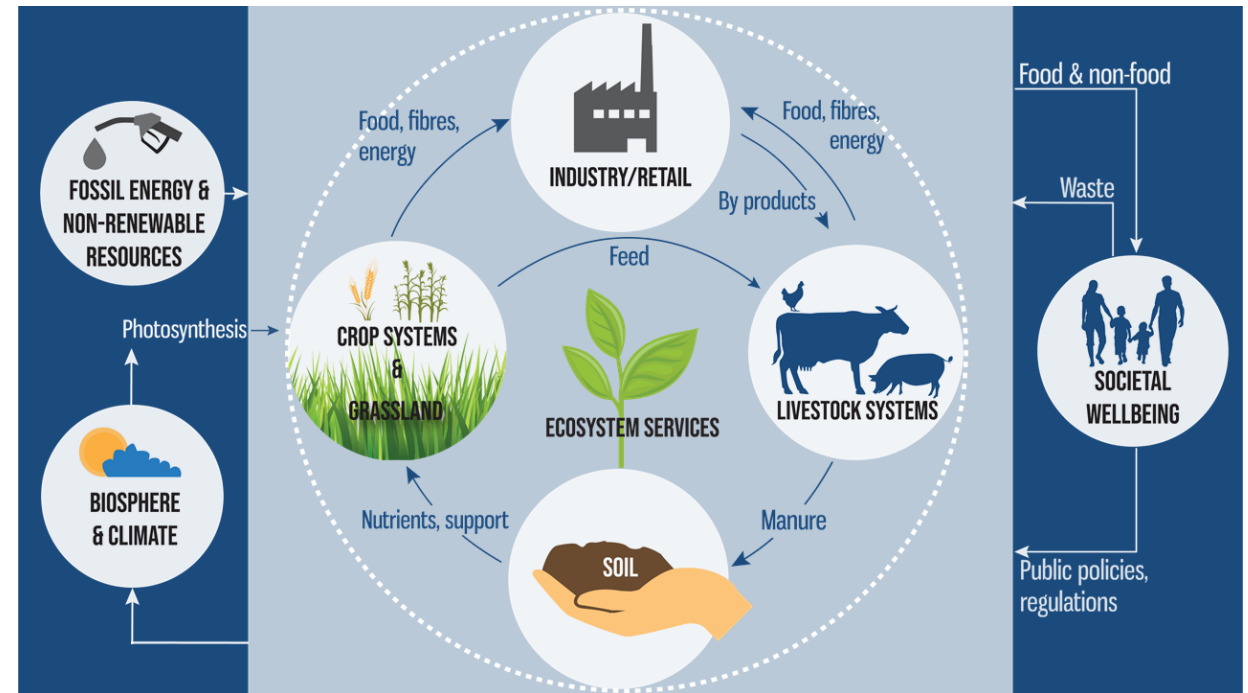 FOSSIL ENERGY &
NON-RENEWABLE
RESOURCES
Photosynthesis
BIOSPHERE
& CLIMATE
Food, fibres,
energy
INDUSTRY/RETAIL
Food, fibres,
energy
By products
Feed
CROP SYSTEMS
&
GRASSLAND
ECOSYSTEM SERVICES
LIVESTOCK SYSTEMS
Nutrients, support
SOIL
Manure
Food & non-food
Waste
SOCIETAL
WELLBEING
Public policies,
regulations